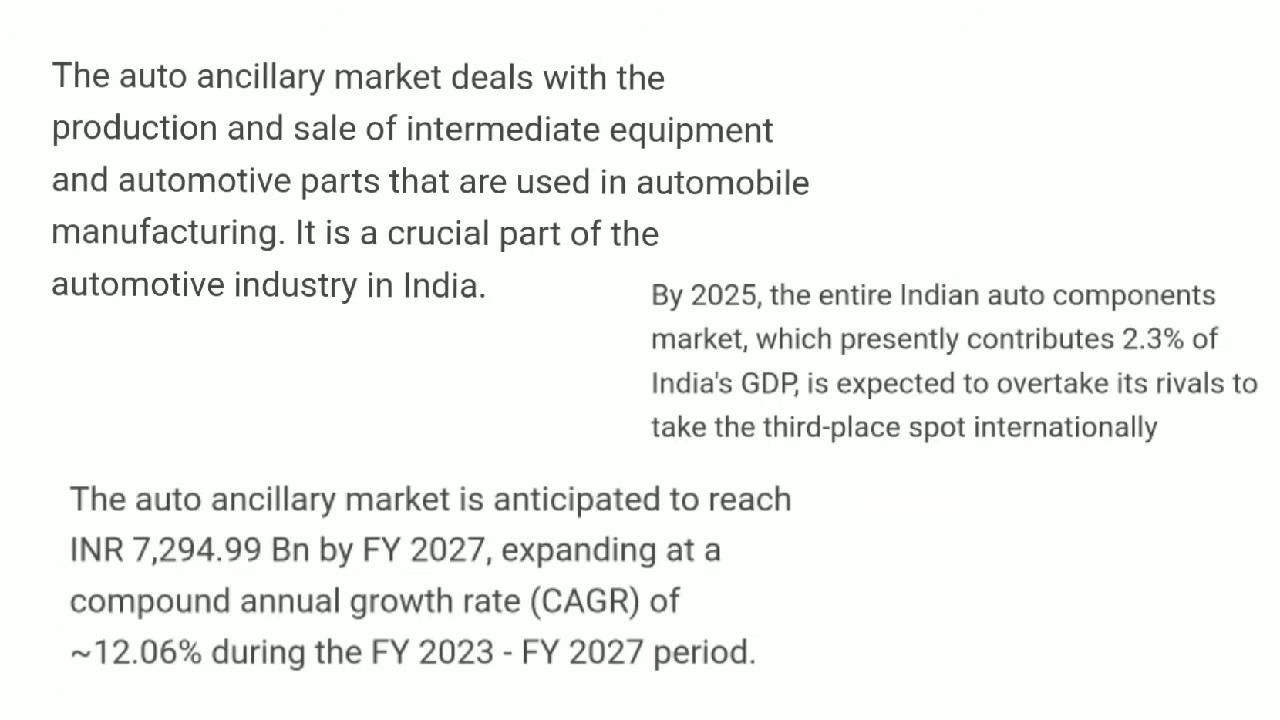 The auto ancillary market deals with the
production and sale of intermediate equipment
and automotive parts that are used in automobile
manufacturing. It is a crucial part of the
automotive industry in India.
By 2025, the entire Indian auto components
market, which presently contributes 2.3% of
India's GDP, is expected to overtake its rivals to
take the third-place spot internationally
The auto ancillary market is anticipated to reach
INR 7,294.99 Bn by FY 2027, expanding at a
compound annual growth rate (CAGR) of
~12.06% during the FY 2023 - FY 2027 period.